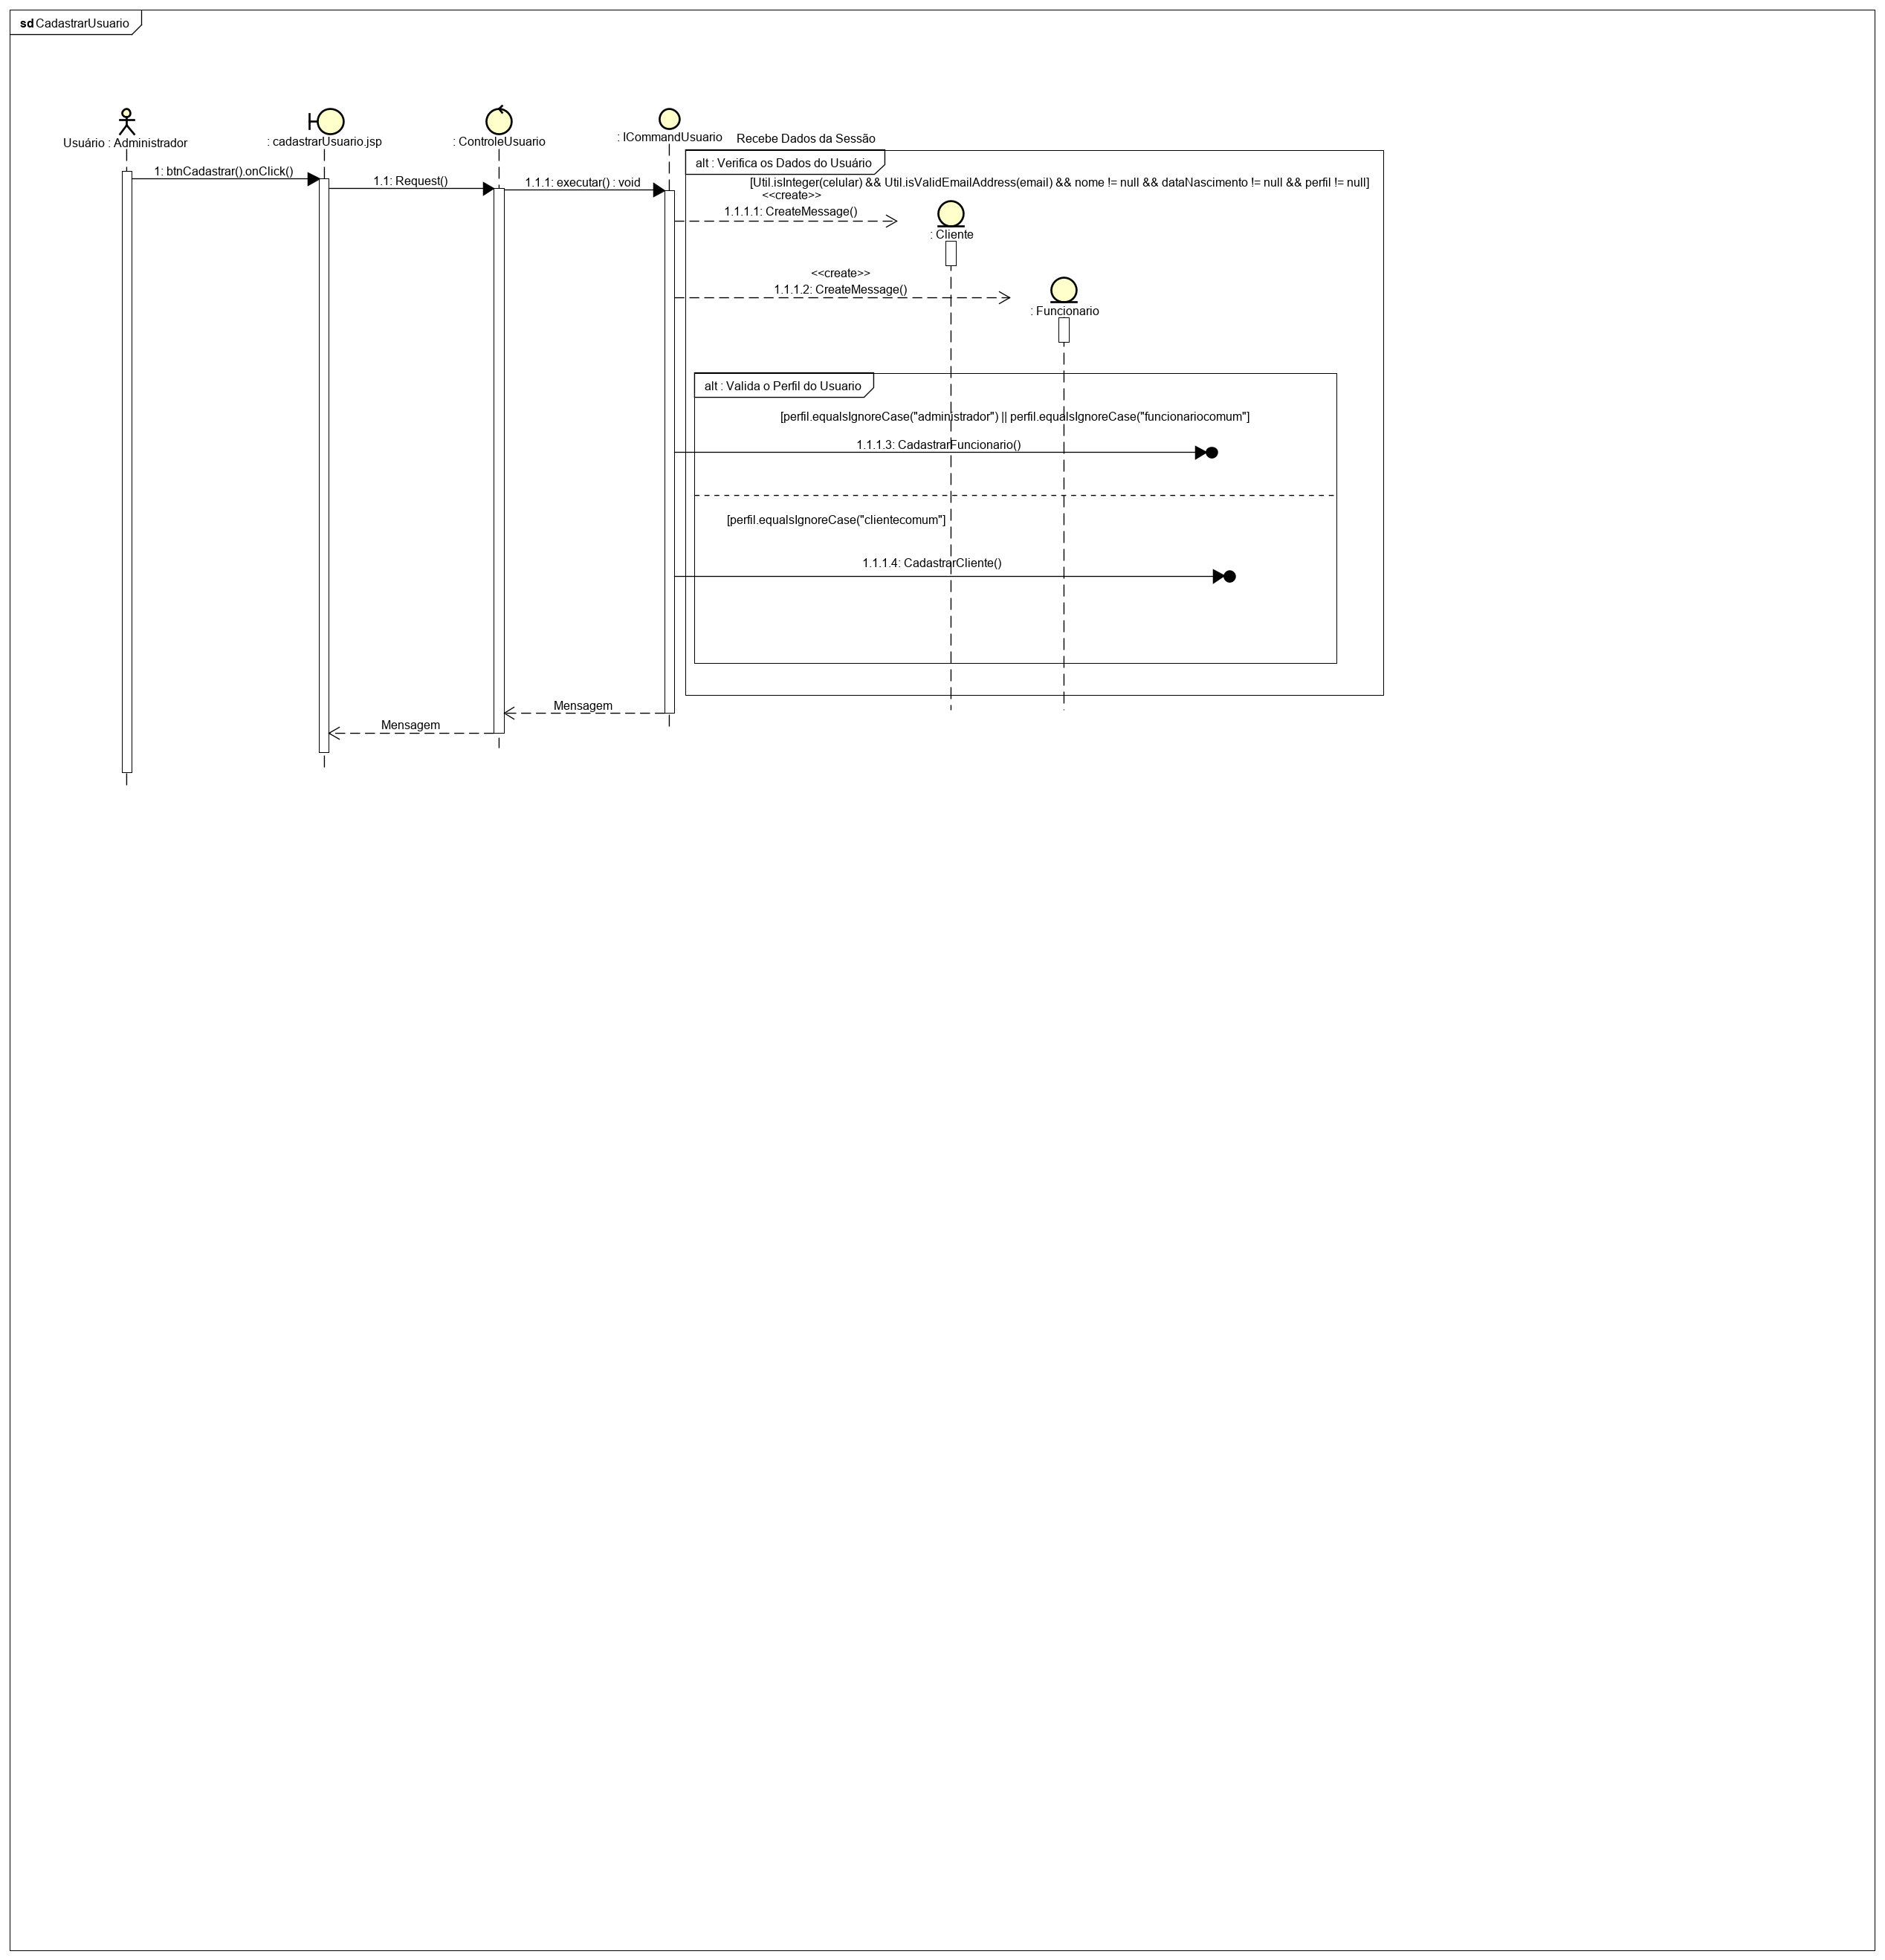 sd CadastrarUsuario
Usuário : Administrador
: cadastrarUsuario.jsp
: ControleUsuario
: ICommandUsuario
Recebe Dados da Sessão
alt : Verifica os Dados do Usuário
1: btnCadastrar().onClick()
1.1: Request()
1.1.1: executar() : void
[Util.isInteger(celular) && Util.isValidEmailAddress(email) && nome != null && dataNascimento != null && perfil != null]
<<create>>
1.1.1.1: CreateMessage()
: Cliente
<<create>>
1.1.1.2: CreateMessage()
: Funcionario
alt : Valida o Perfil do Usuario
[perfil.equalsIgnoreCase("administrador") || perfil.equalsIgnoreCase("funcionariocomum"]
1.1.1.3: CadastrarFuncionario()
[perfil.equalsIgnoreCase("clientecomum"]
1.1.1.4: CadastrarCliente()
Mensagem
Mensagem